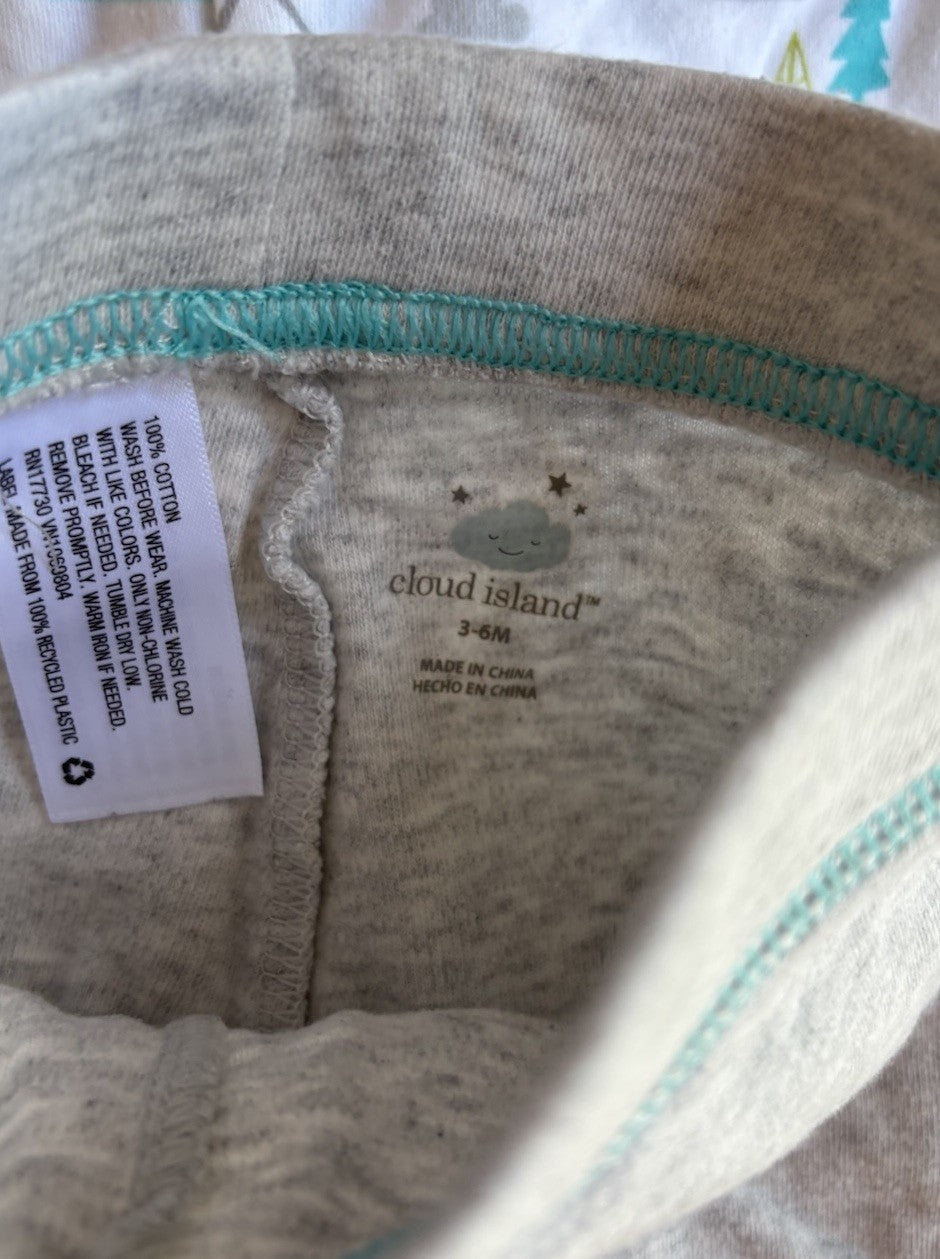 100% COTTON
WASH BEFORE WEAR. MACHINE WASH COLD
WITH LIKE COLORS. ONLY NON-CHLORINE
BLEACH IF NEEDED. TUMBLE DRY LOW.
REMOVE PROMPTLY. WARM IRON IF NEEDED.
RN17730 VN1060804
LABEL MADE FROM 100% RECYCLED PLASTIC
cloud island™
3-6M
MADE IN CHINA
HECHO EN CHINA